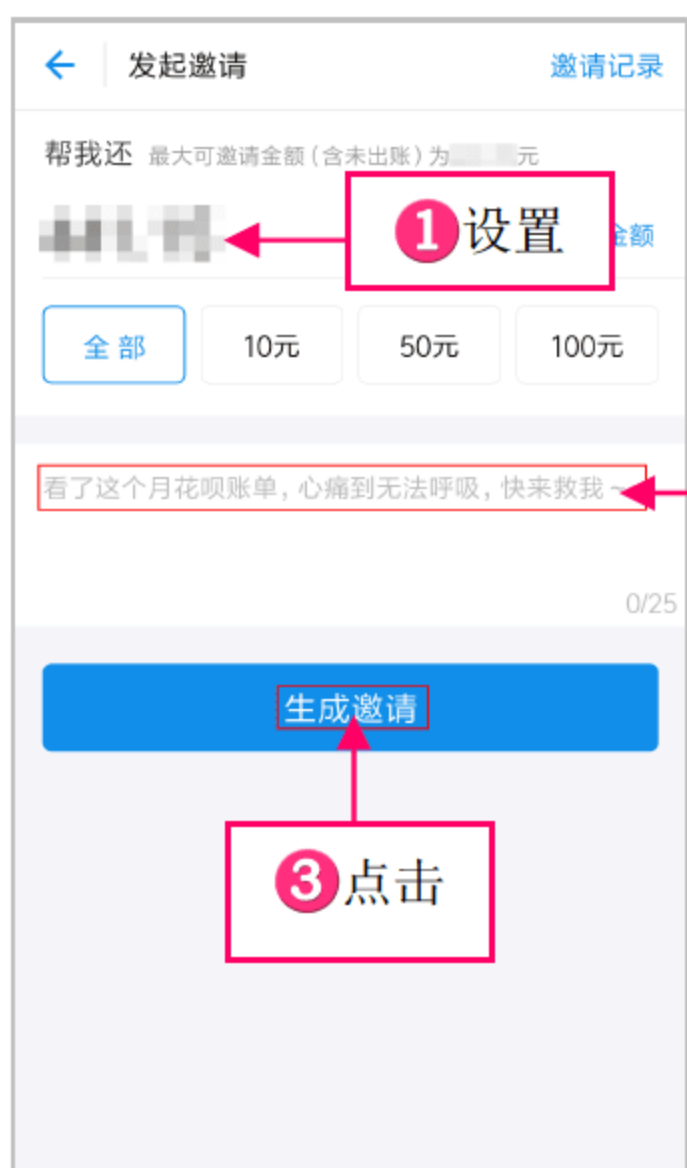 发起邀请
邀请记录
帮我还 最大可邀请金额(含未出账)为 元
❶设置
金额
全部
10元
50元
100元
看了这个月花呗账单,心痛到无法呼吸,快来救我~
0/25
生成邀请
❸点击